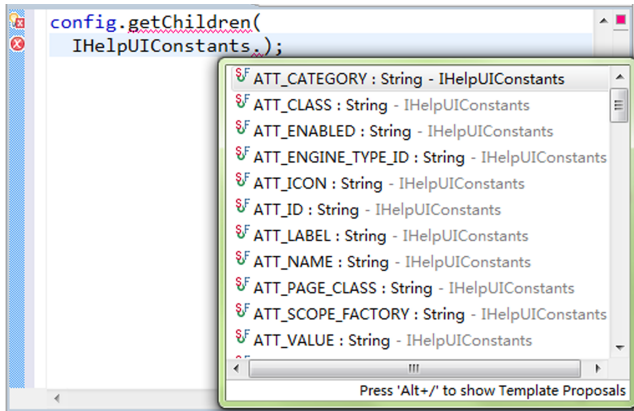 config.getChildren(
IHelpUIConstants.);
ATT_CATEGORY : String - IHelpUIConstants
ATT_CLASS : String - IHelpUIConstants
ATT_ENABLED : String - IHelpUIConstants
ATT_ENGINE_TYPE_ID : String - IHelpUIConstants
ATT_ICON : String - IHelpUIConstants
ATT_ID : String - IHelpUIConstants
ATT_LABEL : String - IHelpUIConstants
ATT_NAME : String - IHelpUIConstants
ATT_PAGE_CLASS : String - IHelpUIConstants
ATT_SCOPE_FACTORY : String - IHelpUIConstants
ATT_VALUE : String - IHelpUIConstants
Press 'Alt+/' to show Template Proposals